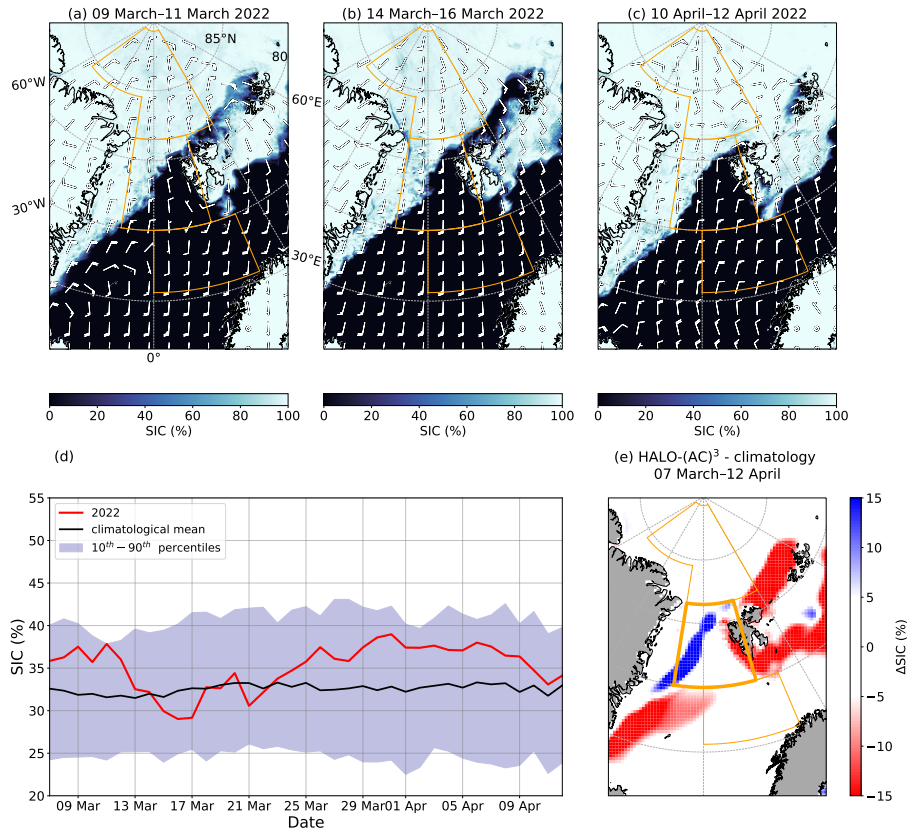 (a) 09 March–11 March 2022
(b) 14 March–16 March 2022
(c) 10 April–12 April 2022
85°N
80
60°W
60°E
30°W
30°E
0°
0 20 40 60 80 100
0 20 40 60 80 100
0 20 40 60 80 100
SIC (%)
SIC (%)
SIC (%)
(d)
(e) HALO-(AC)³ - climatology
07 March–12 April
2022
climatological mean
10th − 90th percentiles
55
50
45
40
35
30
25
20
SIC (%)
09 Mar 13 Mar 17 Mar 21 Mar 25 Mar 29 Mar 01 Apr 05 Apr 09 Apr
Date
15
10
5
0
−5
−10
−15
ΔSIC (%)